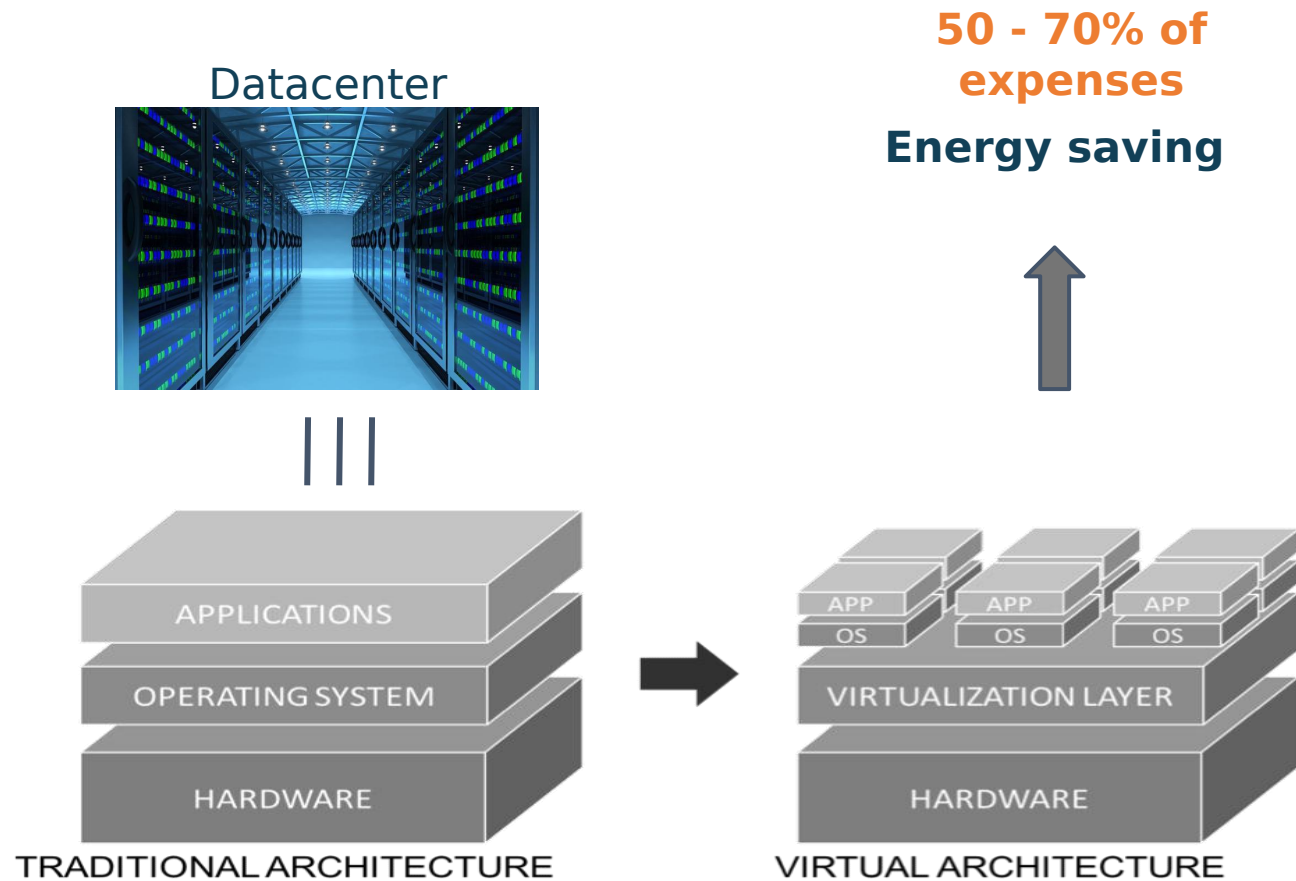 50 - 70% of
expenses
Datacenter
Energy saving
APPLICATIONS
OPERATING SYSTEM
HARDWARE
TRADITIONAL ARCHITECTURE
APP
APP
APP
OS
OS
OS
VIRTUALIZATION LAYER
HARDWARE
VIRTUAL ARCHITECTURE